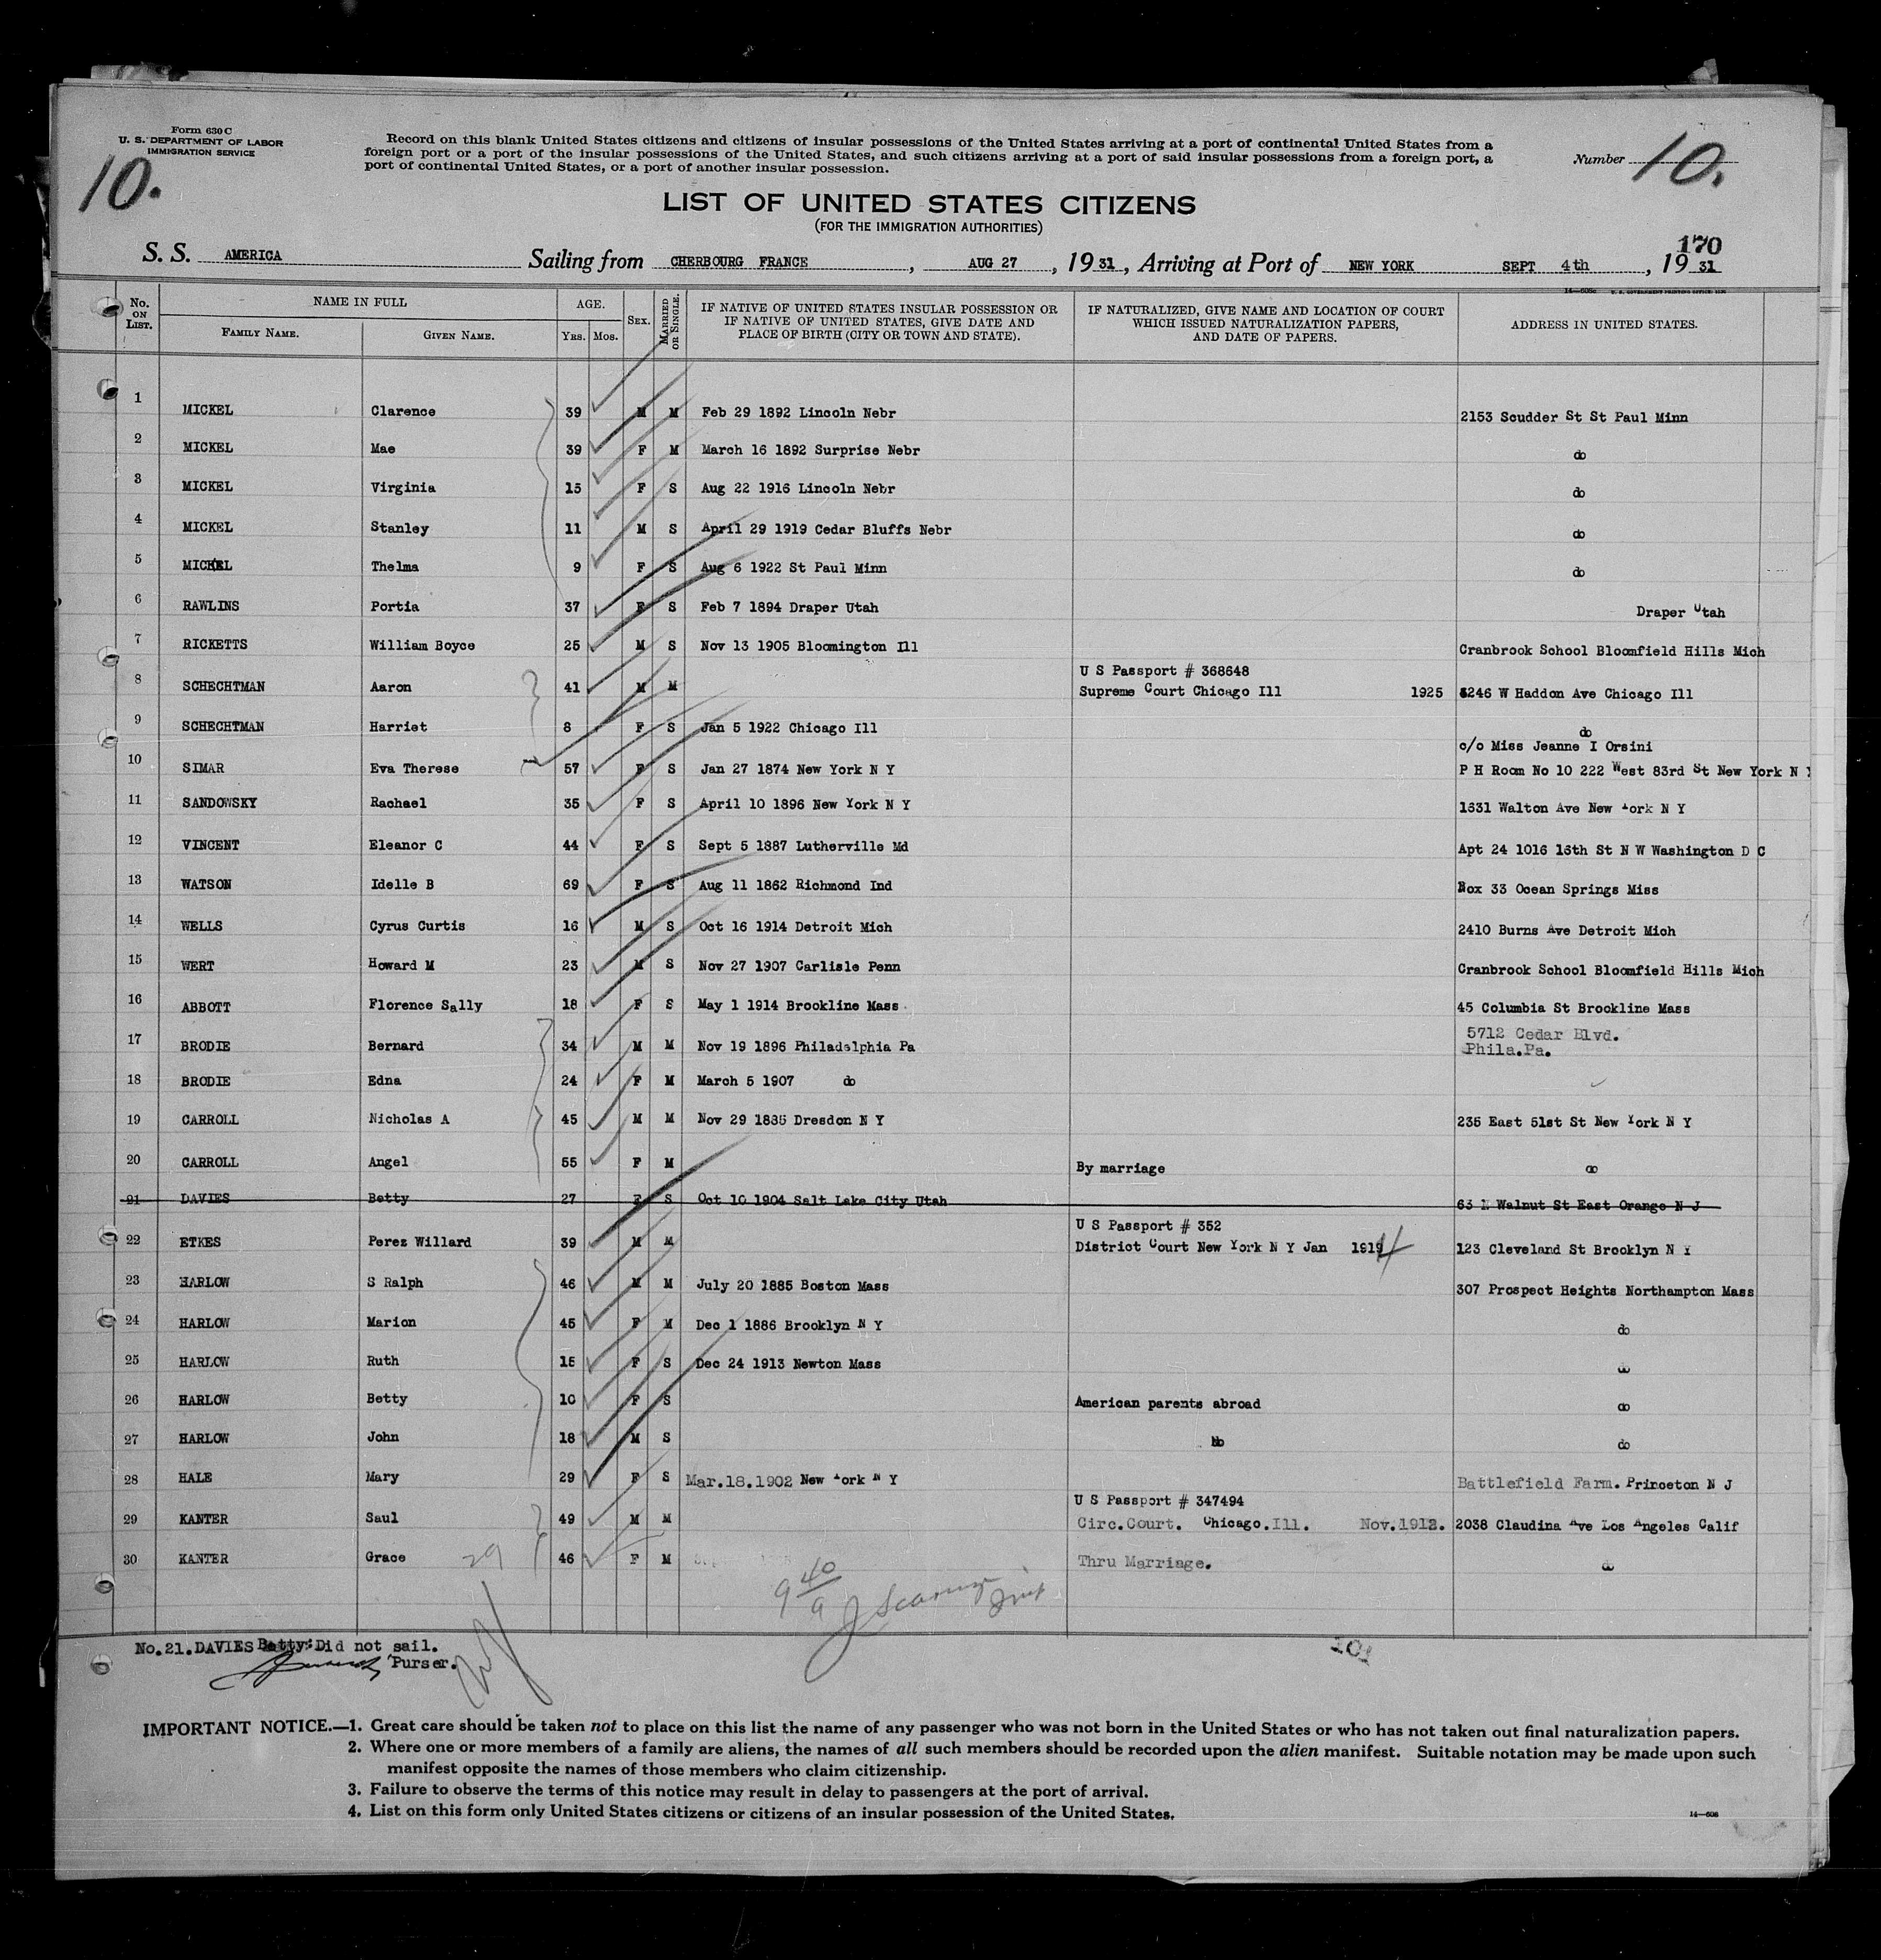 Form 630 C
U. S. DEPARTMENT OF LABOR
IMMIGRATION SERVICE
10.
Record on this blank United States citizens and citizens of insular possessions of the United States arriving at a port of continental United States from a
foreign port or a port of the insular possessions of the United States, and such citizens arriving at a port of said insular possessions from a foreign port, a
port of continental United States, or a port of another insular possession.
Number 10.
LIST OF UNITED STATES CITIZENS
(FOR THE IMMIGRATION AUTHORITIES)
170
S. S. AMERICA Sailing from CHERBOURG FRANCE, AUG 27, 1931, Arriving at Port of NEW YORK SEPT 4th, 1931
No. ON LIST. NAME IN FULL FAMILY NAME. GIVEN NAME. AGE. YRS. MOS. SEX. MARRIED OR SINGLE. IF NATIVE OF UNITED STATES INSULAR POSSESSION OR IF NATIVE OF UNITED STATES, GIVE DATE AND PLACE OF BIRTH (CITY OR TOWN AND STATE). IF NATURALIZED, GIVE NAME AND LOCATION OF COURT WHICH ISSUED NATURALIZATION PAPERS, AND DATE OF PAPERS. ADDRESS IN UNITED STATES.
1 MICKEL Clarence 39 M M Feb 29 1892 Lincoln Nebr 2153 Scudder St St Paul Minn
2 MICKEL Mae 39 F M March 16 1892 Surprise Nebr do
3 MICKEL Virginia 15 F S Aug 22 1916 Lincoln Nebr do
4 MICKEL Stanley 11 M S April 29 1919 Cedar Bluffs Nebr do
5 MICKEL Thelma 9 F S Aug 6 1922 St Paul Minn do
6 RAWLINS Portia 37 F S Feb 7 1894 Draper Utah Draper Utah
7 RICKETTS William Boyce 25 M S Nov 13 1905 Bloomington Ill Cranbrook School Bloomfield Hills Mich
U S Passport # 368648
8 SCHECHTMAN Aaron 41 M M Supreme Court Chicago Ill 1925 246 W Haddon Ave Chicago Ill
9 SCHECHTMAN Harriet 8 F S Jan 5 1922 Chicago Ill do
c/o Miss Jeanne I Orsini
10 SIMAR Eva Therese 57 F S Jan 27 1874 New York N Y P H Room No 10 222 West 83rd St New York N Y
11 SANDOWSKY Rachael 35 F S April 10 1896 New York N Y 1631 Walton Ave New York N Y
12 VINCENT Eleanor C 44 F S Sept 5 1887 Lutherville Md Apt 24 1016 16th St N W Washington D C
13 WATSON Idelle B 69 F S Aug 11 1862 Richmond Ind Box 33 Ocean Springs Miss
14 WELLS Cyrus Curtis 16 M S Oct 16 1914 Detroit Mich 2410 Burns Ave Detroit Mich
15 WERT Howard M 23 M S Nov 27 1907 Carlisle Penn Cranbrook School Bloomfield Hills Mich
16 ABBOTT Florence Sally 18 F S May 1 1914 Brookline Mass 45 Columbia St Brookline Mass
17 BRODIE Bernard 34 M M Nov 19 1896 Philadelphia Pa 5712 Cedar Blvd.
Phila.Pa.
18 BRODIE Edna 24 F M March 5 1907 do
19 CARROLL Nicholas A 45 M M Nov 29 1885 Dresdon N Y 235 East 51st St New York N Y
20 CARROLL Angel 55 F M By marriage do
21 DAVIES Betty 27 F S Oct 10 1904 Salt Lake City Utah 63 N Walnut St East Orange N J
U S Passport # 352
22 ETKES Perez Willard 39 M M District Court New York N Y Jan 1914 123 Cleveland St Brooklyn N Y
23 HARLOW S Ralph 46 M M July 20 1885 Boston Mass 307 Prospect Heights Northampton Mass
24 HARLOW Marion 45 F M Dec 1 1886 Brooklyn N Y do
25 HARLOW Ruth 15 F S Dec 24 1913 Newton Mass do
26 HARLOW Betty 10 F S American parents abroad do
27 HARLOW John 18 M S Do do
28 HALE Mary 29 F S Mar.18.1902 New York N Y Battlefield Farm. Princeton N J
U S Passport # 347494
29 KANTER Saul 49 M M Circ.Court. Chicago.Ill. Nov.1912. 2038 Claudina Ave Los Angeles Calif
30 KANTER Grace 29 46 F M Thru Marriage. do
9 40/9
101
No.21.DAVIES Betty:Did not sail.
Purser.
IMPORTANT NOTICE.—1. Great care should be taken not to place on this list the name of any passenger who was not born in the United States or who has not taken out final naturalization papers.
2. Where one or more members of a family are aliens, the names of all such members should be recorded upon the alien manifest. Suitable notation may be made upon such
manifest opposite the names of those members who claim citizenship.
3. Failure to observe the terms of this notice may result in delay to passengers at the port of arrival.
4. List on this form only United States citizens or citizens of an insular possession of the United States.
14—608